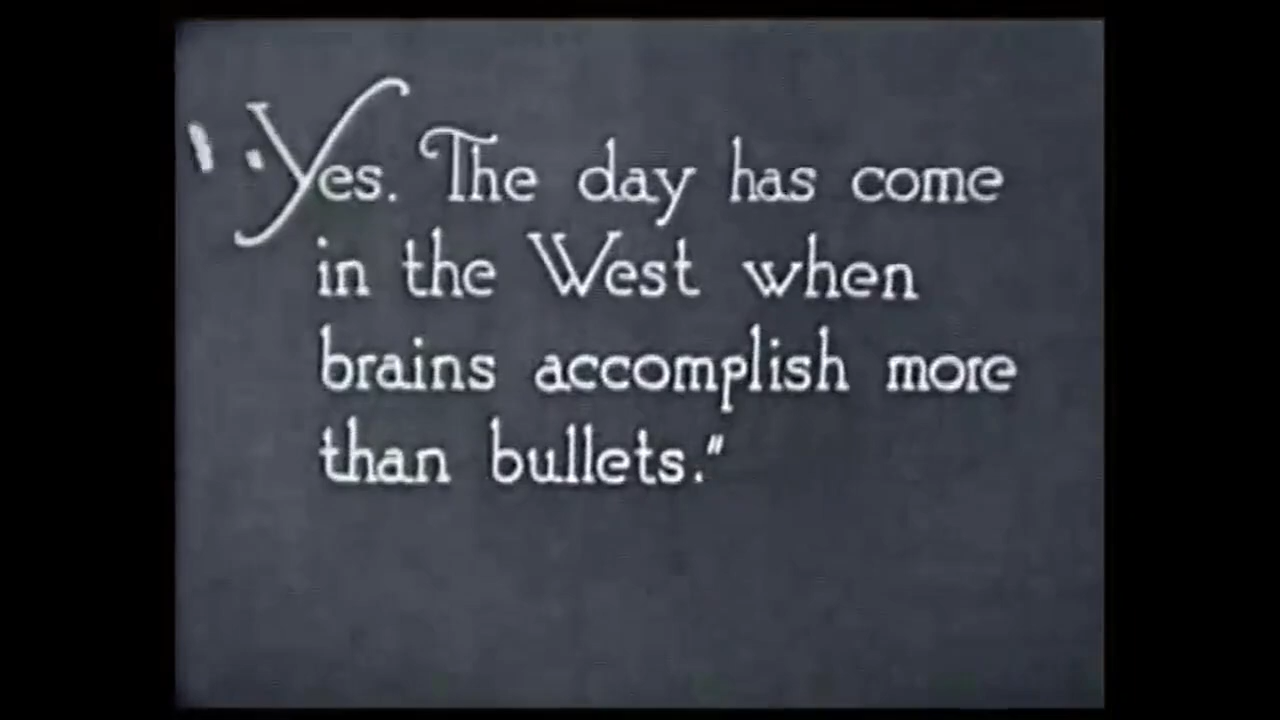 "Yes. The day has come
in the West when
brains accomplish more
than bullets."